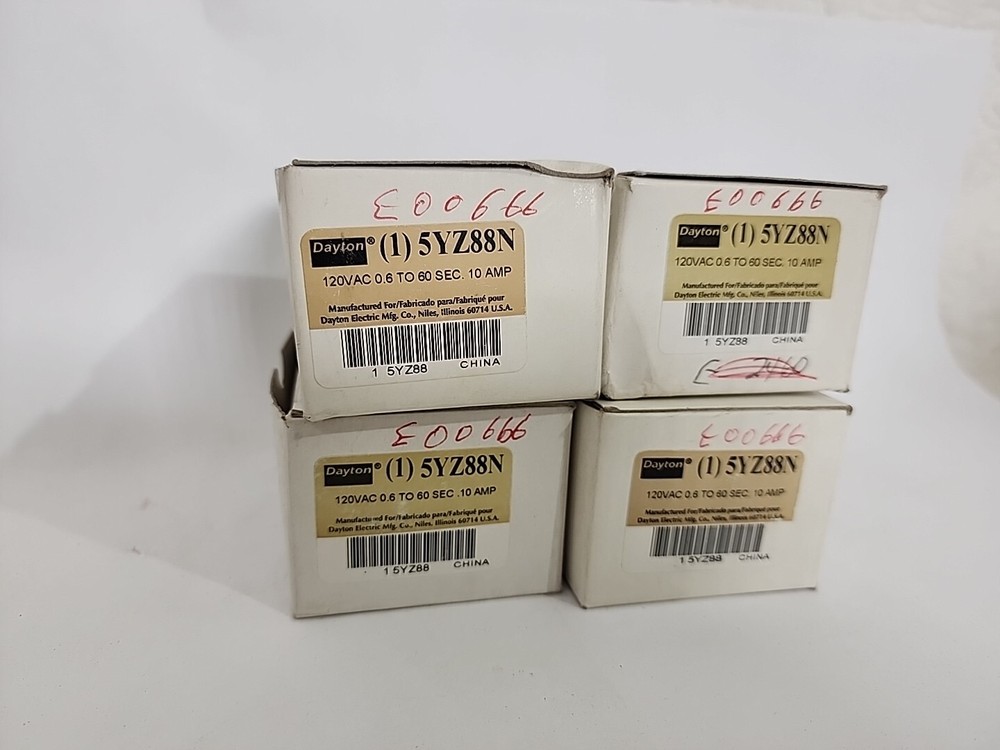 Dayton® (1) 5YZ88N
120VAC 0.6 TO 60 SEC. 10 AMP
Manufactured For/Fabricado para/Fabriqué pour
Dayton Electric Mfg. Co., Niles, Illinois 60714 U.S.A.
1 5YZ88 CHINA
Dayton® (1) 5YZ88N
120VAC 0.6 TO 60 SEC. 10 AMP
Manufactured For/Fabricado para/Fabriqué pour
Dayton Electric Mfg. Co., Niles, Illinois 60714 U.S.A.
1 5YZ88 CHINA
Dayton® (1) 5YZ88N
120VAC 0.6 TO 60 SEC .10 AMP
Manufactured For/Fabricado para/Fabriqué pour
Dayton Electric Mfg. Co., Niles, Illinois 60714 U.S.A.
1 5YZ88 CHINA
Dayton® (1) 5YZ88N
120VAC 0.6 TO 60 SEC. 10 AMP
Manufactured For/Fabricado para/Fabriqué pour
Dayton Electric Mfg. Co., Niles, Illinois 60714 U.S.A.
1 5YZ88 CHINA